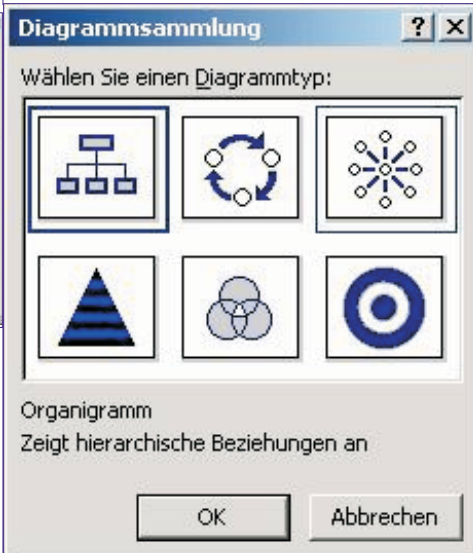 Diagrammsammlung
Wählen Sie einen Diagrammtyp:
Organigramm
Zeigt hierarchische Beziehungen an
OK
Abbrechen